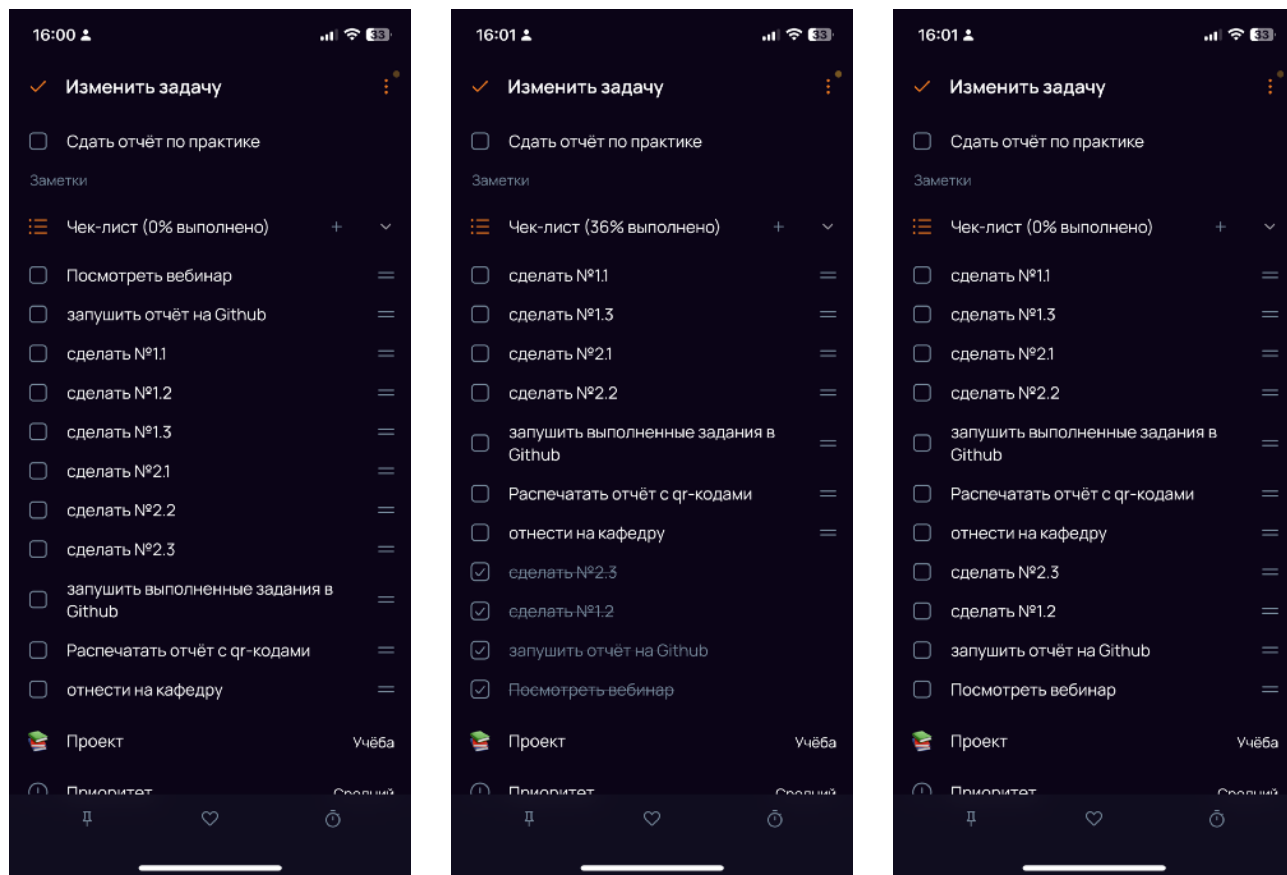 16:00
33
Изменить задачу
Сдать отчёт по практике
Заметки
Чек-лист (0% выполнено)
Посмотреть вебинар
запушить отчёт на Github
сделать №1.1
сделать №1.2
сделать №1.3
сделать №2.1
сделать №2.2
сделать №2.3
запушить выполненные задания в
Github
Распечатать отчёт с qr-кодами
отнести на кафедру
Проект
Учёба
Приоритет
Средний
16:01
33
Изменить задачу
Сдать отчёт по практике
Заметки
Чек-лист (36% выполнено)
сделать №1.1
сделать №1.3
сделать №2.1
сделать №2.2
запушить выполненные задания в
Github
Распечатать отчёт с qr-кодами
отнести на кафедру
сделать №2.3
сделать №1.2
запушить отчёт на Github
Посмотреть вебинар
Проект
Учёба
Приоритет
Средний
16:01
33
Изменить задачу
Сдать отчёт по практике
Заметки
Чек-лист (0% выполнено)
сделать №1.1
сделать №1.3
сделать №2.1
сделать №2.2
запушить выполненные задания в
Github
Распечатать отчёт с qr-кодами
отнести на кафедру
сделать №2.3
сделать №1.2
запушить отчёт на Github
Посмотреть вебинар
Проект
Учёба
Приоритет
Средний